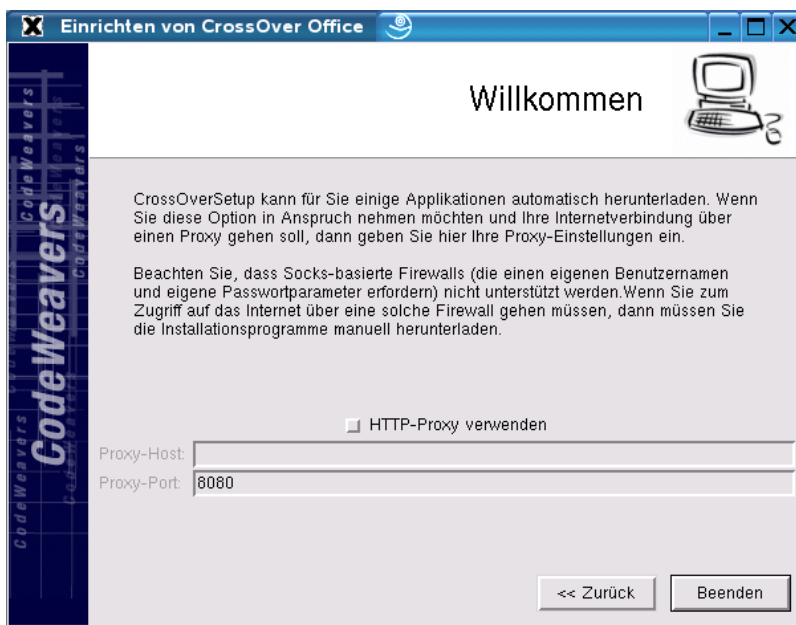 Einrichten von CrossOver Office
Willkommen
CrossOverSetup kann für Sie einige Applikationen automatisch herunterladen. Wenn
Sie diese Option in Anspruch nehmen möchten und Ihre Internetverbindung über
einen Proxy gehen soll, dann geben Sie hier Ihre Proxy-Einstellungen ein.
Beachten Sie, dass Socks-basierte Firewalls (die einen eigenen Benutzernamen
und eigene Passwortparameter erfordern) nicht unterstützt werden.Wenn Sie zum
Zugriff auf das Internet über eine solche Firewall gehen müssen, dann müssen Sie
die Installationsprogramme manuell herunterladen.
HTTP-Proxy verwenden
Proxy-Host:
Proxy-Port: 8080
<< Zurück Beenden
CodeWeavers
CodeWeavers
CodeWeavers
CodeWeavers
CodeWeavers